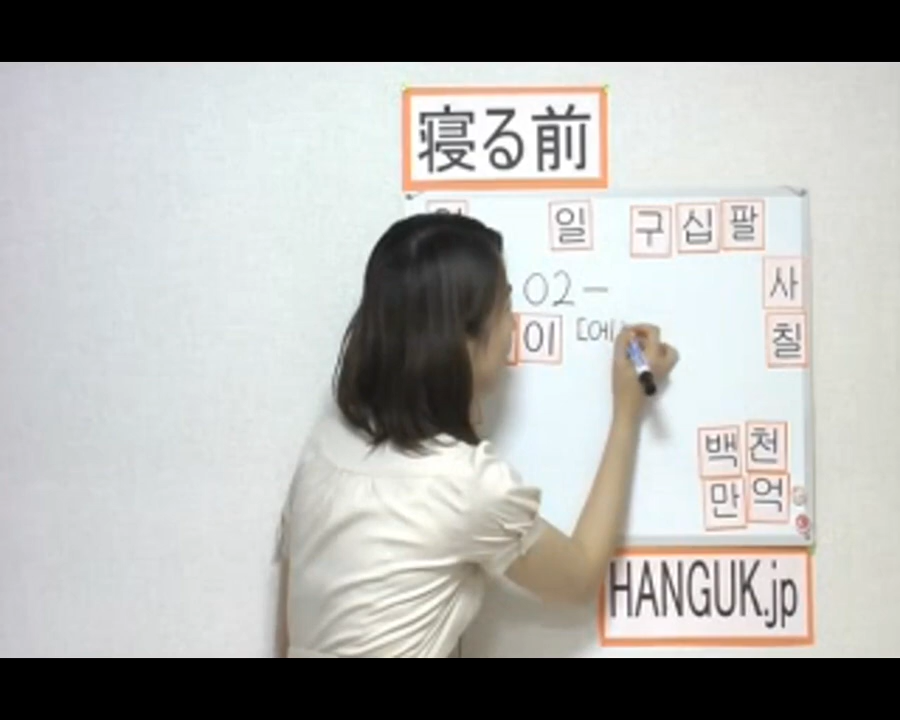 寝る前
일 구 십 팔
02-
사
이 [에
칠
백 천
만 억
HANGUK.jp